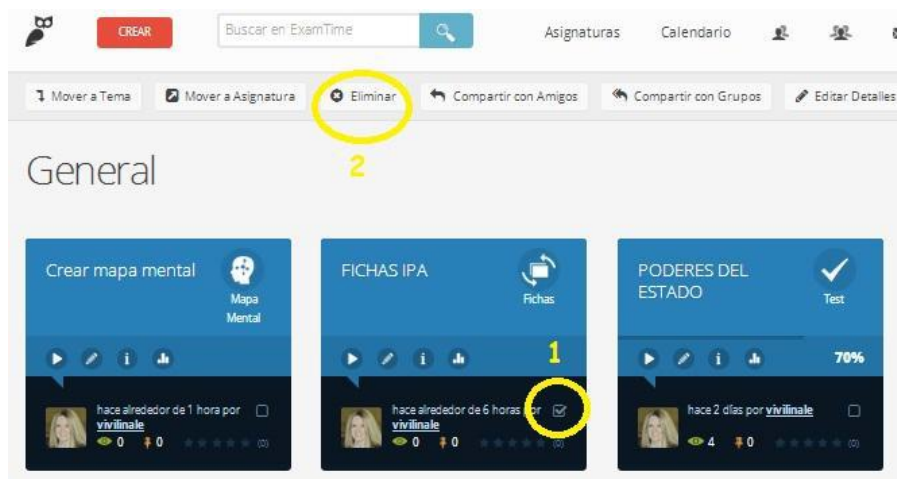 CREAR
Buscar en ExamTime
Asignaturas
Calendario
Mover a Tema
Mover a Asignatura
Eliminar
Compartir con Amigos
Compartir con Grupos
Editar Detalles
2
General
Crear mapa mental
Mapa
Mental
hace alrededor de 1 hora por
vivilinale
0
0
(0)
FICHAS IPA
Fichas
1
hace alrededor de 6 horas por
vivilinale
0
0
(0)
PODERES DEL
ESTADO
Test
70%
hace 2 días por vivilinale
4
0
(0)